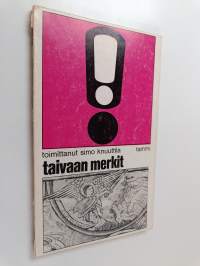 !
toimittanut simo knuuttila tammi
taivaan merkit